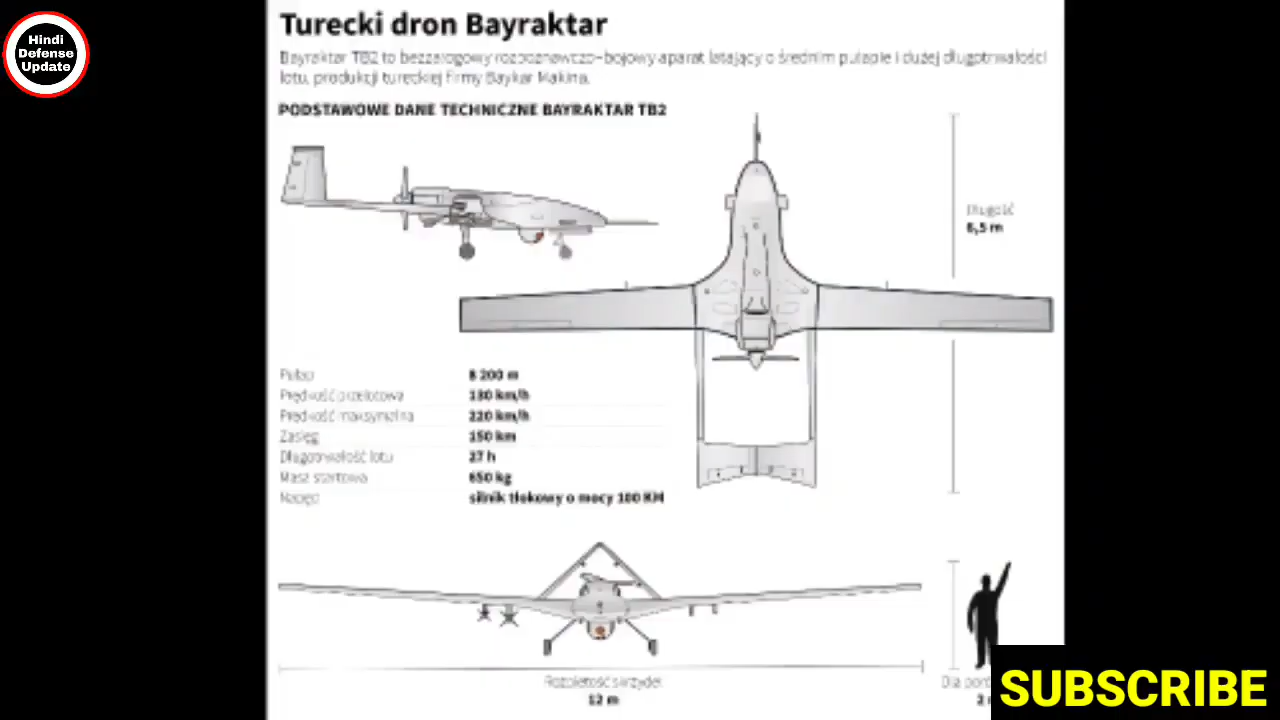 Hindi
Defense
Update
Turecki dron Bayraktar
Bayraktar TB2 to bezzałogowy rozpoznawczo-bojowy aparat latający o średnim pułapie i dużej długotrwałości
lotu, produkcji tureckiej firmy Baykar Makina.
PODSTAWOWE DANE TECHNICZNE BAYRAKTAR TB2
Długość
6,5 m
Pułap 8 200 m
Prędkość przelotowa 130 km/h
Prędkość maksymalna 220 km/h
Zasięg 150 km
Długotrwałość lotu 27 h
Masa startowa 650 kg
Napęd silnik tłokowy o mocy 100 KM
Rozpiętość skrzydeł
12 m
Dla
2
SUBSCRIBE